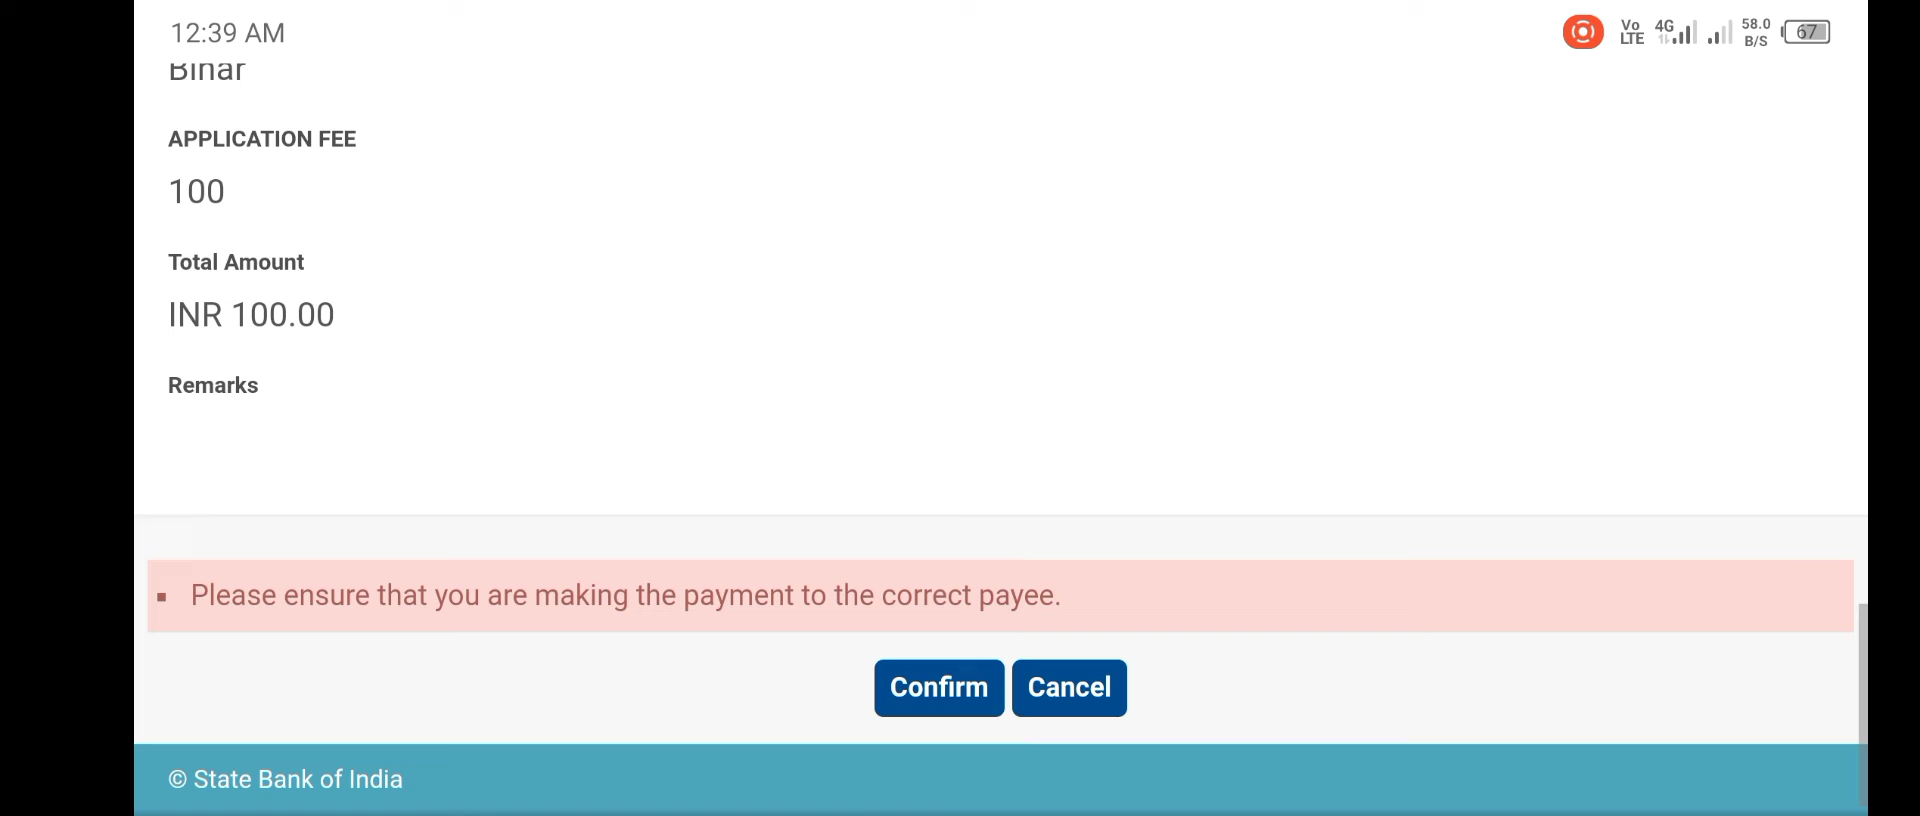 12:39 AM
Vo LTE 4G 58.0 B/S 67
Bihar
APPLICATION FEE
100
Total Amount
INR 100.00
Remarks
▪ Please ensure that you are making the payment to the correct payee.
Confirm Cancel
© State Bank of India